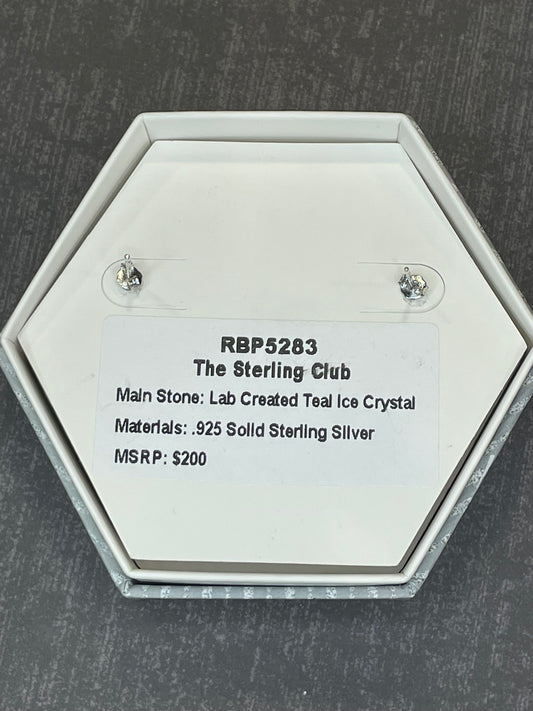 RBP5283
The Sterling Club
Main Stone: Lab Created Teal Ice Crystal
Materials: .925 Solid Sterling Silver
MSRP: $200